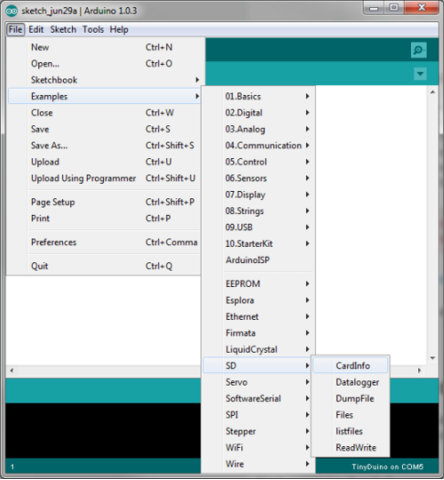 sketch_jun29a | Arduino 1.0.3
File Edit Sketch Tools Help
New Ctrl+N
Open... Ctrl+O
Sketchbook
Examples
Close Ctrl+W
Save Ctrl+S
Save As... Ctrl+Shift+S
Upload Ctrl+U
Upload Using Programmer Ctrl+Shift+U
Page Setup Ctrl+Shift+P
Print Ctrl+P
Preferences Ctrl+Comma
Quit Ctrl+Q
01.Basics
02.Digital
03.Analog
04.Communication
05.Control
06.Sensors
07.Display
08.Strings
09.USB
10.StarterKit
ArduinoISP
EEPROM
Esplora
Ethernet
Firmata
LiquidCrystal
SD
Servo
SoftwareSerial
SPI
Stepper
WiFi
Wire
CardInfo
Datalogger
DumpFile
Files
listfiles
ReadWrite
1
TinyDuino on COM5